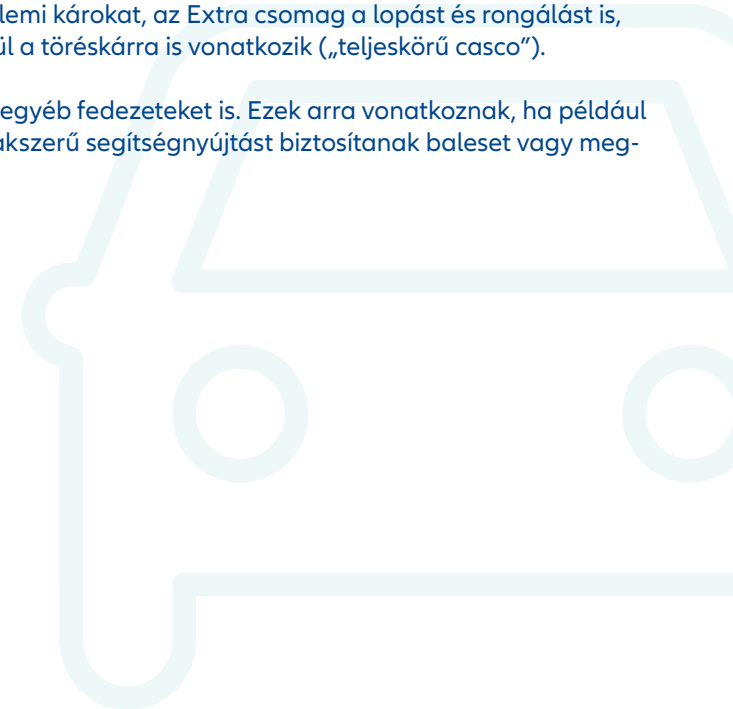 lemi károkat, az Extra csomag a lopást és rongálást is,
ül a töréskárra is vonatkozik („teljeskörű casco”).
egyéb fedezeteket is. Ezek arra vonatkoznak, ha például
akszerű segítségnyújtást biztosítanak baleset vagy meg-